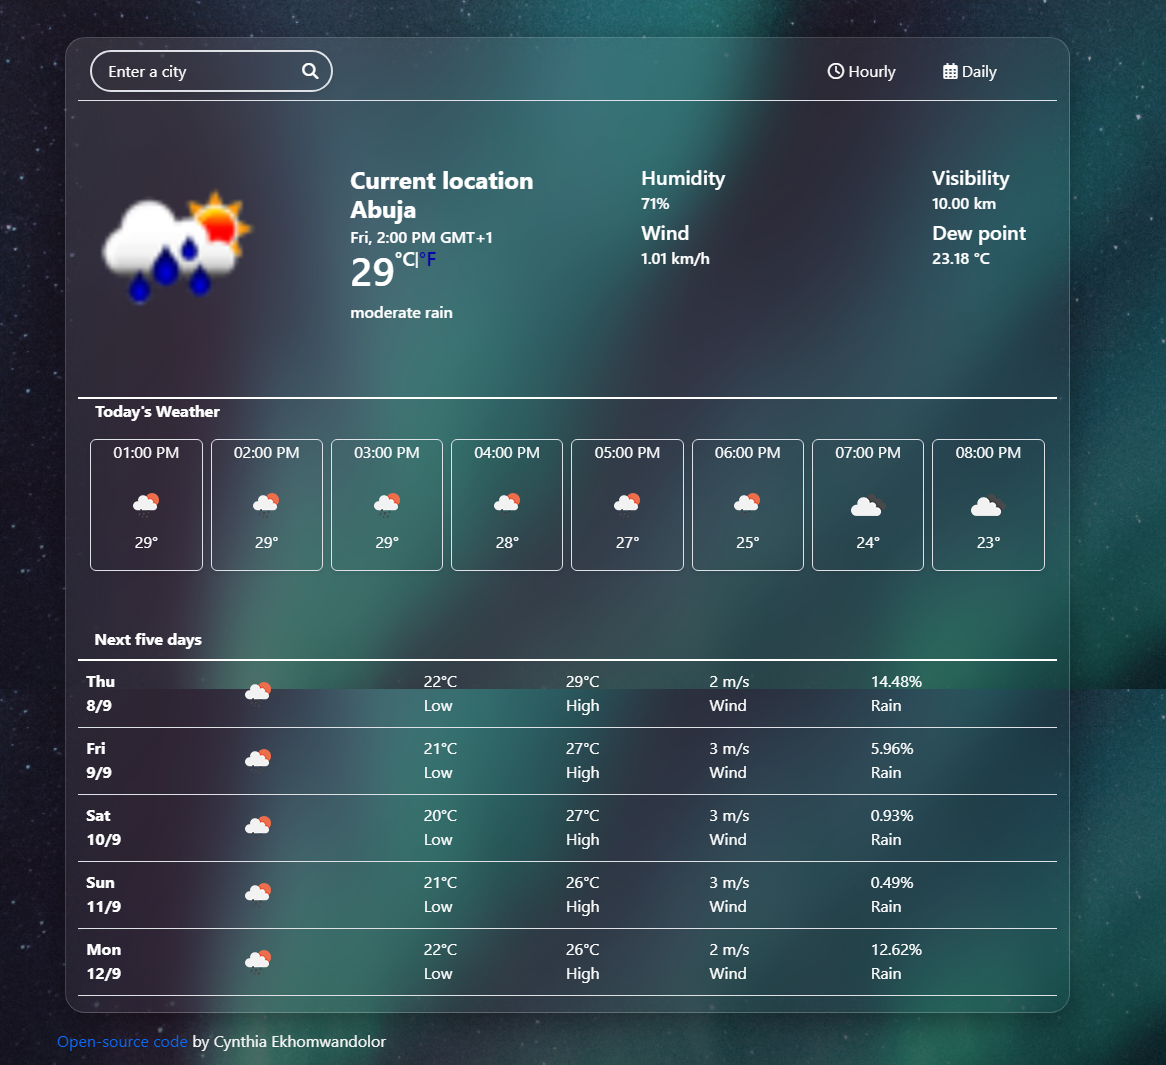 Enter a city
Hourly
Daily
Current location
Abuja
Fri, 2:00 PM GMT+1
29°C|°F
moderate rain
Humidity
71%
Wind
1.01 km/h
Visibility
10.00 km
Dew point
23.18 °C
Today's Weather
01:00 PM 02:00 PM 03:00 PM 04:00 PM 05:00 PM 06:00 PM 07:00 PM 08:00 PM
29° 29° 29° 28° 27° 25° 24° 23°
Next five days
Thu 22°C 29°C 2 m/s 14.48%
8/9 Low High Wind Rain
Fri 21°C 27°C 3 m/s 5.96%
9/9 Low High Wind Rain
Sat 20°C 27°C 3 m/s 0.93%
10/9 Low High Wind Rain
Sun 21°C 26°C 3 m/s 0.49%
11/9 Low High Wind Rain
Mon 22°C 26°C 2 m/s 12.62%
12/9 Low High Wind Rain
Open-source code by Cynthia Ekhomwandolor